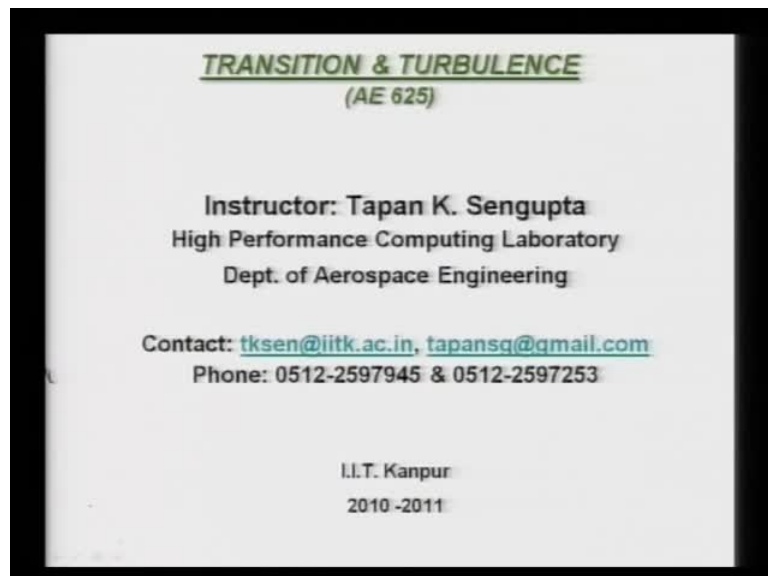 TRANSITION & TURBULENCE
(AE 625)
Instructor: Tapan K. Sengupta
High Performance Computing Laboratory
Dept. of Aerospace Engineering
Contact: tksen@iitk.ac.in, tapansg@gmail.com
Phone: 0512-2597945 & 0512-2597253
I.I.T. Kanpur
2010 -2011